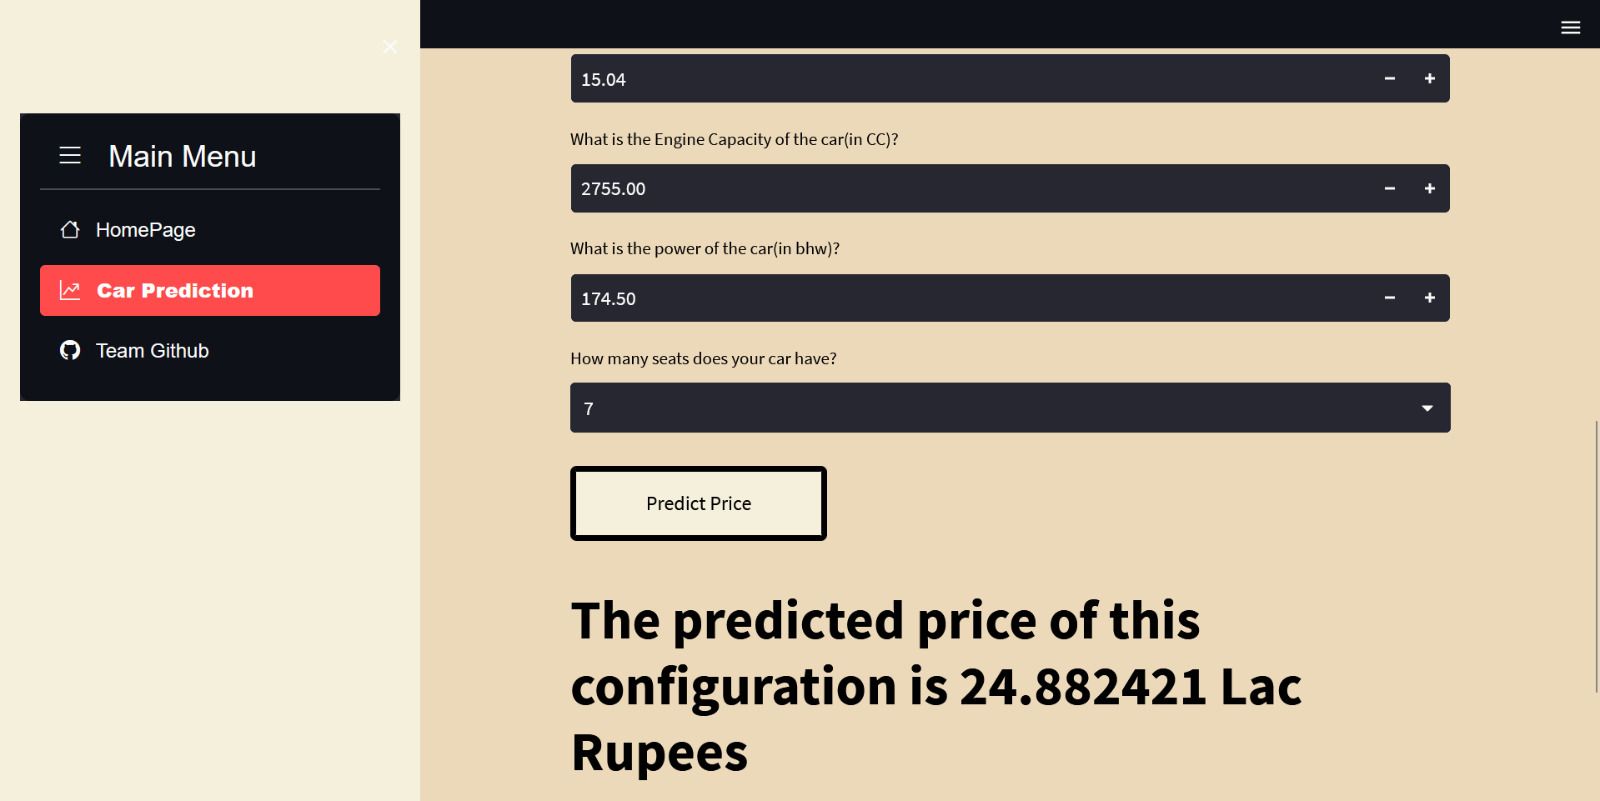 Main Menu
HomePage
Car Prediction
Team Github
15.04
What is the Engine Capacity of the car(in CC)?
2755.00
What is the power of the car(in bhw)?
174.50
How many seats does your car have?
7
Predict Price
The predicted price of this
configuration is 24.882421 Lac
Rupees